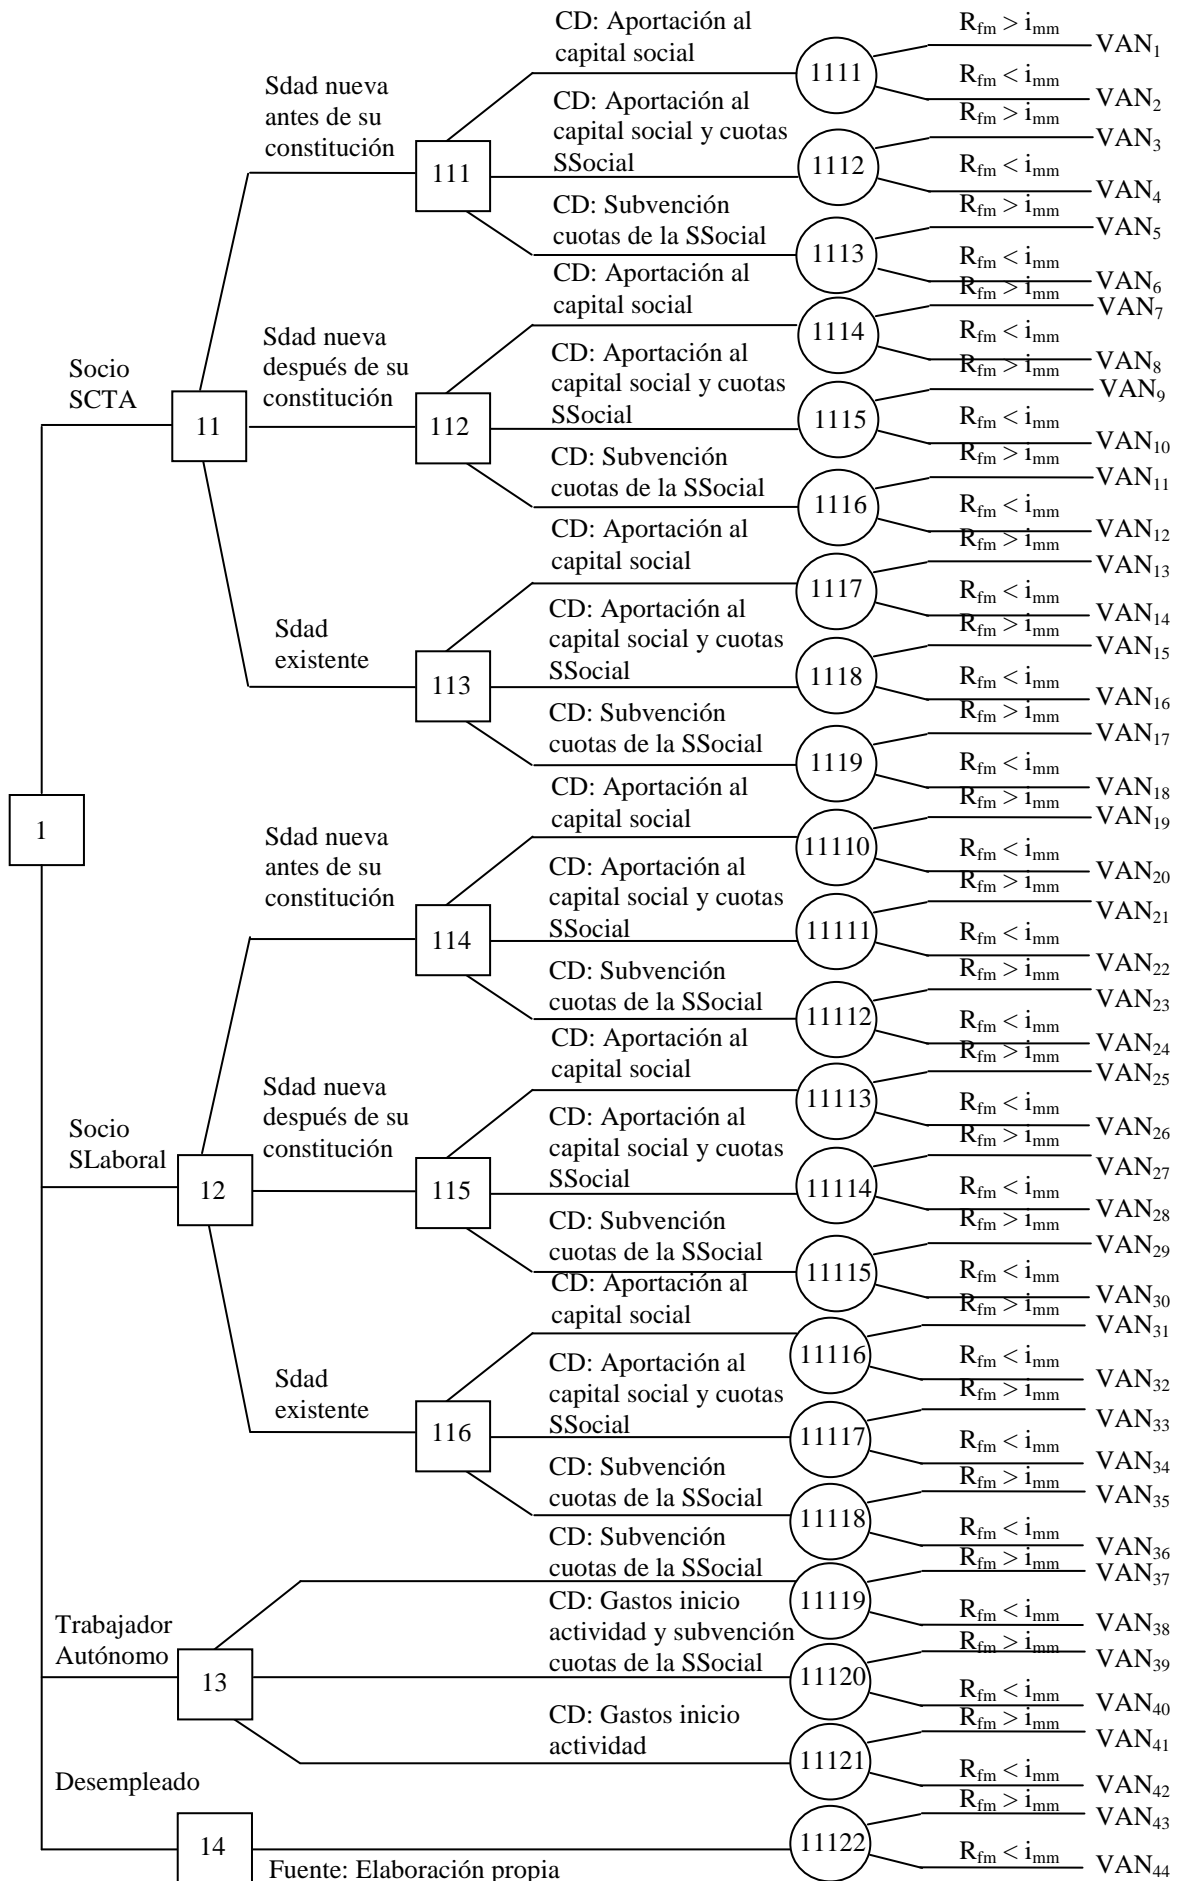 CD: Aportación al
capital social
1111
R_fm > i_mm
VAN_1
R_fm < i_mm
VAN_2
Sdad nueva
antes de su
constitución
111
CD: Aportación al
capital social y cuotas
SSocial
1112
R_fm > i_mm
VAN_3
R_fm < i_mm
VAN_4
CD: Subvención
cuotas de la SSocial
1113
R_fm > i_mm
VAN_5
R_fm < i_mm
VAN_6
CD: Aportación al
capital social
1114
R_fm > i_mm
VAN_7
R_fm < i_mm
VAN_8
Socio
SCTA
11
Sdad nueva
después de su
constitución
112
CD: Aportación al
capital social y cuotas
SSocial
1115
R_fm > i_mm
VAN_9
R_fm < i_mm
VAN_10
CD: Subvención
cuotas de la SSocial
1116
R_fm > i_mm
VAN_11
R_fm < i_mm
VAN_12
CD: Aportación al
capital social
1117
R_fm > i_mm
VAN_13
R_fm < i_mm
VAN_14
Sdad
existente
113
CD: Aportación al
capital social y cuotas
SSocial
1118
R_fm > i_mm
VAN_15
R_fm < i_mm
VAN_16
CD: Subvención
cuotas de la SSocial
1119
R_fm > i_mm
VAN_17
R_fm < i_mm
VAN_18
1
CD: Aportación al
capital social
11110
R_fm > i_mm
VAN_19
R_fm < i_mm
VAN_20
Sdad nueva
antes de su
constitución
114
CD: Aportación al
capital social y cuotas
SSocial
11111
R_fm > i_mm
VAN_21
R_fm < i_mm
VAN_22
CD: Subvención
cuotas de la SSocial
11112
R_fm > i_mm
VAN_23
R_fm < i_mm
VAN_24
CD: Aportación al
capital social
11113
R_fm > i_mm
VAN_25
R_fm < i_mm
VAN_26
Socio
SLaboral
12
Sdad nueva
después de su
constitución
115
CD: Aportación al
capital social y cuotas
SSocial
11114
R_fm > i_mm
VAN_27
R_fm < i_mm
VAN_28
CD: Subvención
cuotas de la SSocial
11115
R_fm > i_mm
VAN_29
R_fm < i_mm
VAN_30
CD: Aportación al
capital social
11116
R_fm > i_mm
VAN_31
R_fm < i_mm
VAN_32
Sdad
existente
116
CD: Aportación al
capital social y cuotas
SSocial
11117
R_fm > i_mm
VAN_33
R_fm < i_mm
VAN_34
CD: Subvención
cuotas de la SSocial
11118
R_fm > i_mm
VAN_35
R_fm < i_mm
VAN_36
CD: Subvención
cuotas de la SSocial
11119
R_fm > i_mm
VAN_37
R_fm < i_mm
VAN_38
Trabajador
Autónomo
13
CD: Gastos inicio
actividad y subvención
cuotas de la SSocial
11120
R_fm > i_mm
VAN_39
R_fm < i_mm
VAN_40
CD: Gastos inicio
actividad
11121
R_fm > i_mm
VAN_41
R_fm < i_mm
VAN_42
Desempleado
14
11122
R_fm > i_mm
VAN_43
R_fm < i_mm
VAN_44
Fuente: Elaboración propia